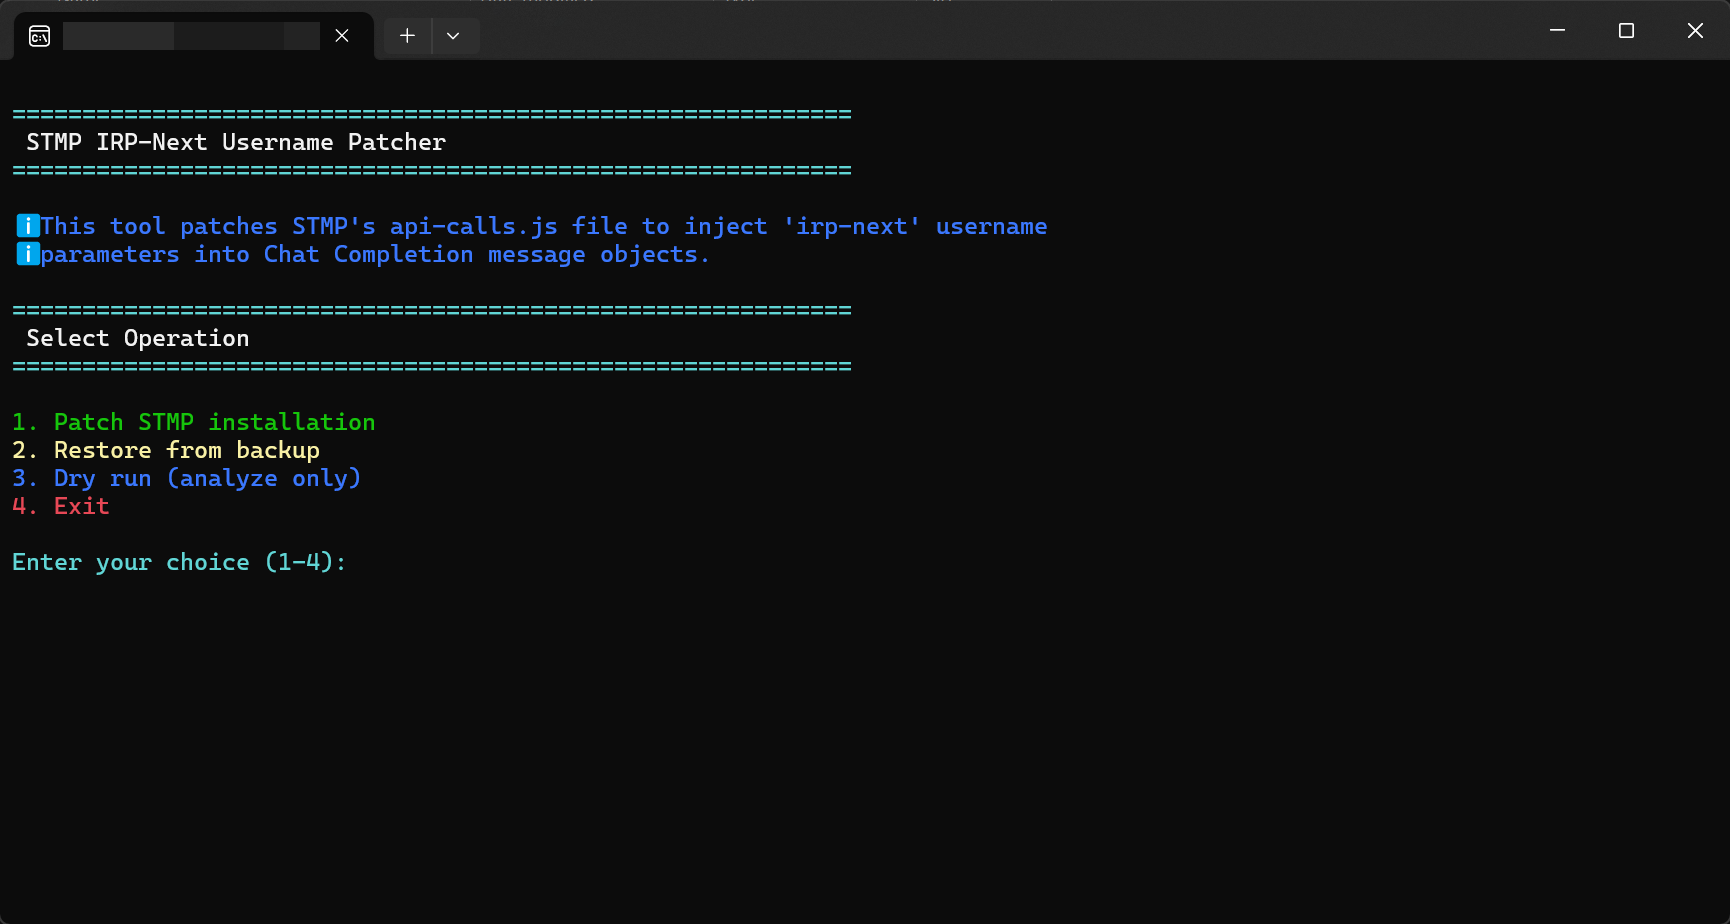 ============================================================
STMP IRP-Next Username Patcher
============================================================
ℹThis tool patches STMP's api-calls.js file to inject 'irp-next' username
ℹparameters into Chat Completion message objects.
============================================================
Select Operation
============================================================
1. Patch STMP installation
2. Restore from backup
3. Dry run (analyze only)
4. Exit
Enter your choice (1-4):